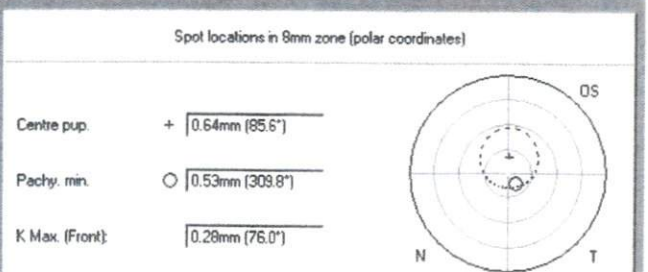 Spot locations in 8mm zone (polar coordinates)
OS
Centre pup. + 0.64mm (85.6°)
Pachy. min. O 0.53mm (309.8°)
K Max. (Front): 0.28mm (76.0°)
N T